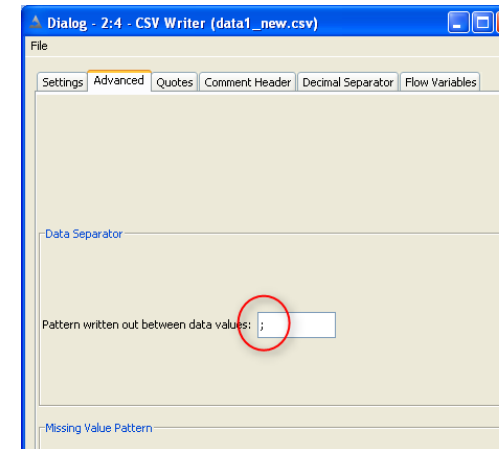 Dialog - 2:4 - CSV Writer (data1_new.csv)
File
Settings Advanced Quotes Comment Header Decimal Separator Flow Variables
Data Separator
Pattern written out between data values: ;
Missing Value Pattern